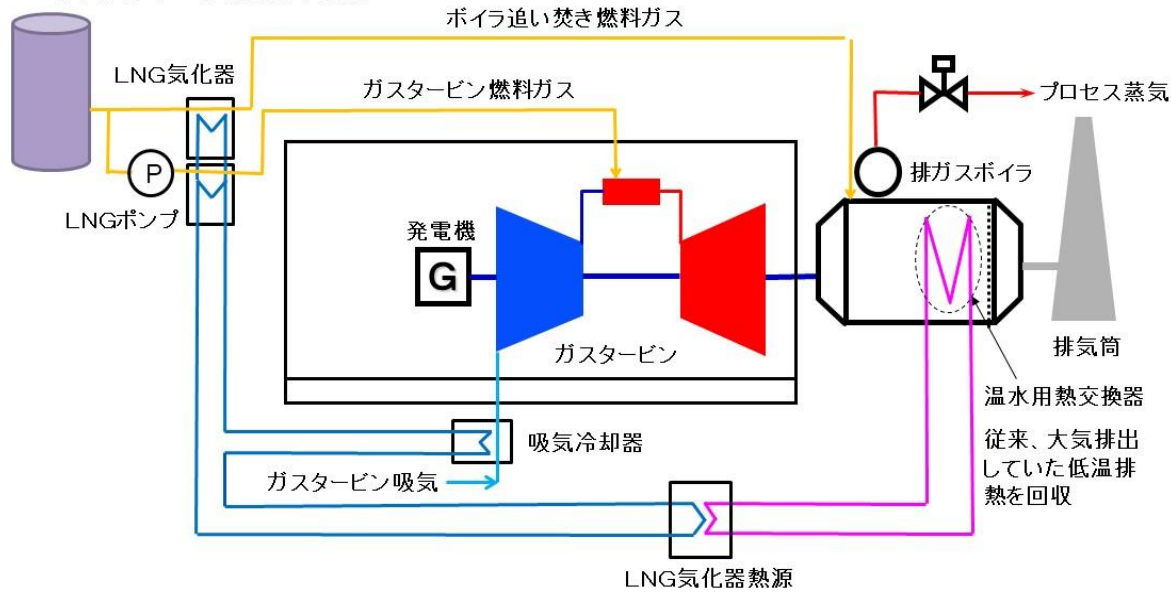 ボイラ追い焚き燃料ガス
LNG気化器
ガスタービン燃料ガス
プロセス蒸気
P
排ガスボイラ
LNGポンプ
発電機
G
ガスタービン
排気筒
温水用熱交換器
吸気冷却器
従来、大気排出
していた低温排
熱を回収
ガスタービン吸気
LNG気化器熱源